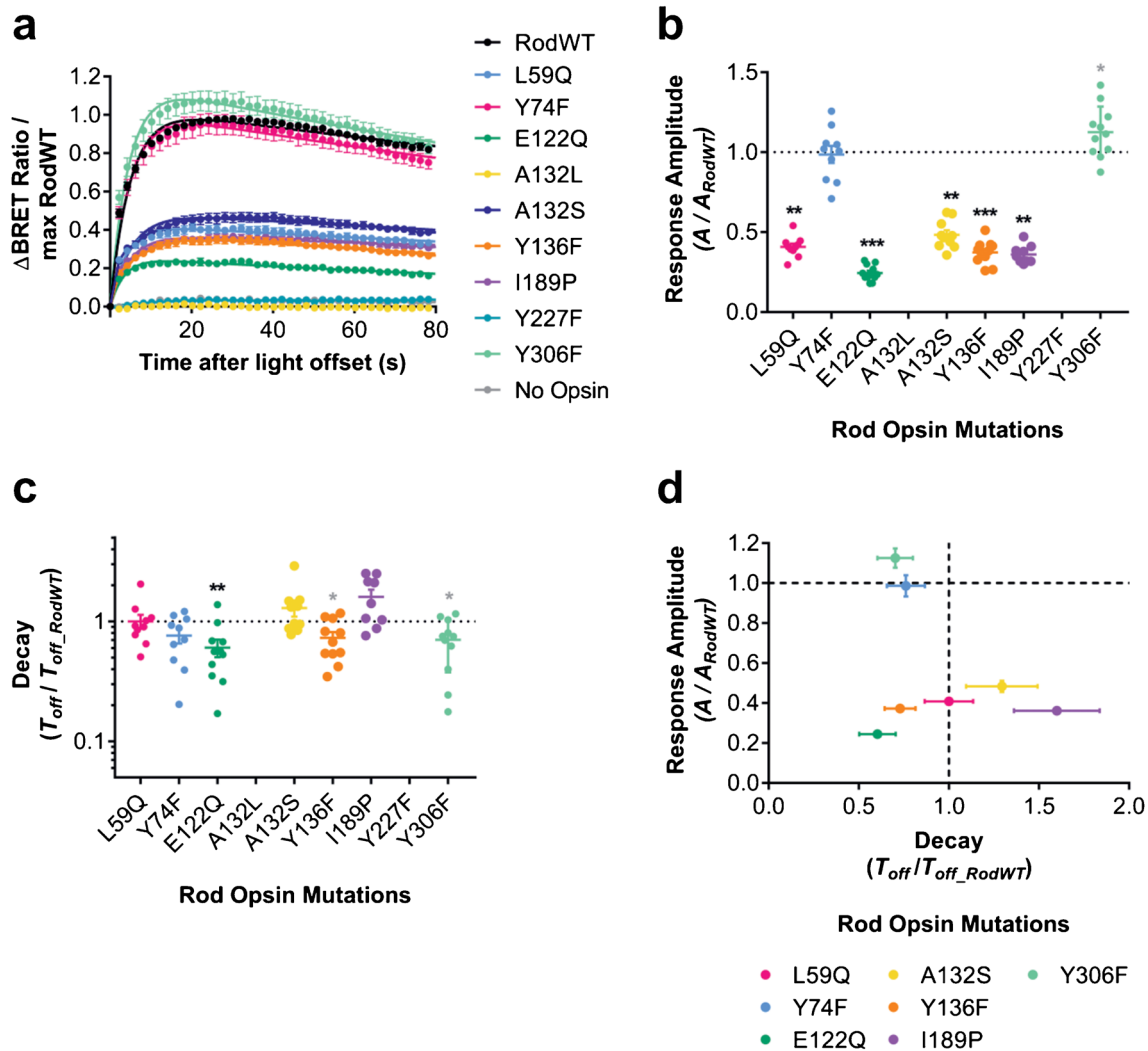 a
ΔBRET Ratio /
max RodWT
1.2
1.0
0.8
0.6
0.4
0.2
0.0
20
40
60
80
Time after light offset (s)
RodWT
L59Q
Y74F
E122Q
A132L
A132S
Y136F
I189P
Y227F
Y306F
No Opsin
b
Response Amplitude
(A / A_RodWT)
1.5
1.0
0.5
0.0
**
***
**
***
**
*
L59Q
Y74F
E122Q
A132L
A132S
Y136F
I189P
Y227F
Y306F
Rod Opsin Mutations
c
Decay
(T_off / T_off_RodWT)
1
0.1
**
*
*
L59Q
Y74F
E122Q
A132L
A132S
Y136F
I189P
Y227F
Y306F
Rod Opsin Mutations
d
Response Amplitude
(A / A_RodWT)
1.2
1.0
0.8
0.6
0.4
0.2
0.0
0.0
0.5
1.0
1.5
2.0
Decay
(T_off /T_off_RodWT)
Rod Opsin Mutations
L59Q
A132S
Y306F
Y74F
Y136F
E122Q
I189P